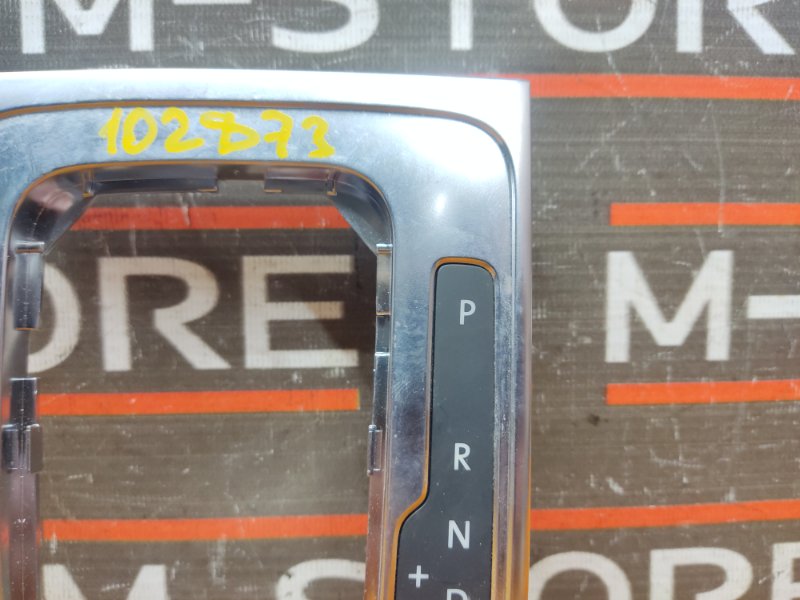 M-STOR
M-
102873
ORE
M-
P
R
N
+
D
M-STORE